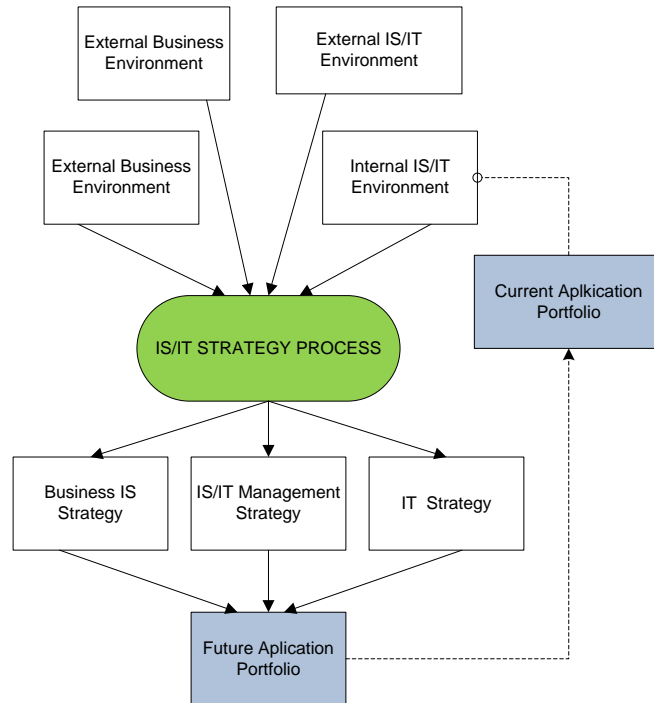 External Business
Environment
External IS/IT
Environment
External Business
Environment
Internal IS/IT
Environment
Current Aplkication
Portfolio
IS/IT STRATEGY PROCESS
Business IS
Strategy
IS/IT Management
Strategy
IT Strategy
Future Aplication
Portfolio